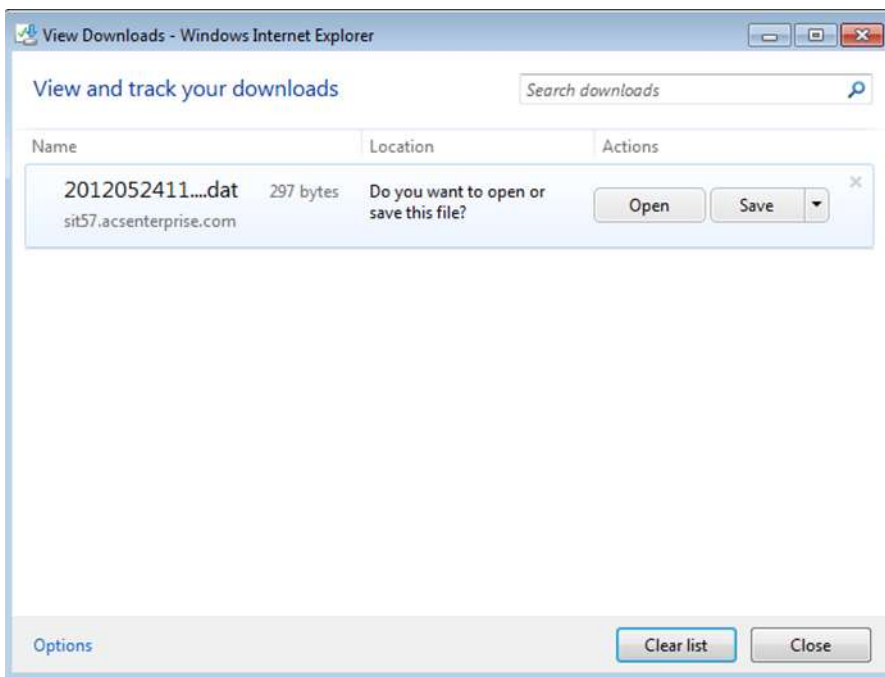 View Downloads - Windows Internet Explorer
View and track your downloads
Search downloads
Name Location Actions
2012052411....dat 297 bytes Do you want to open or save this file? Open Save
sit57.acsenterprise.com
Options Clear list Close